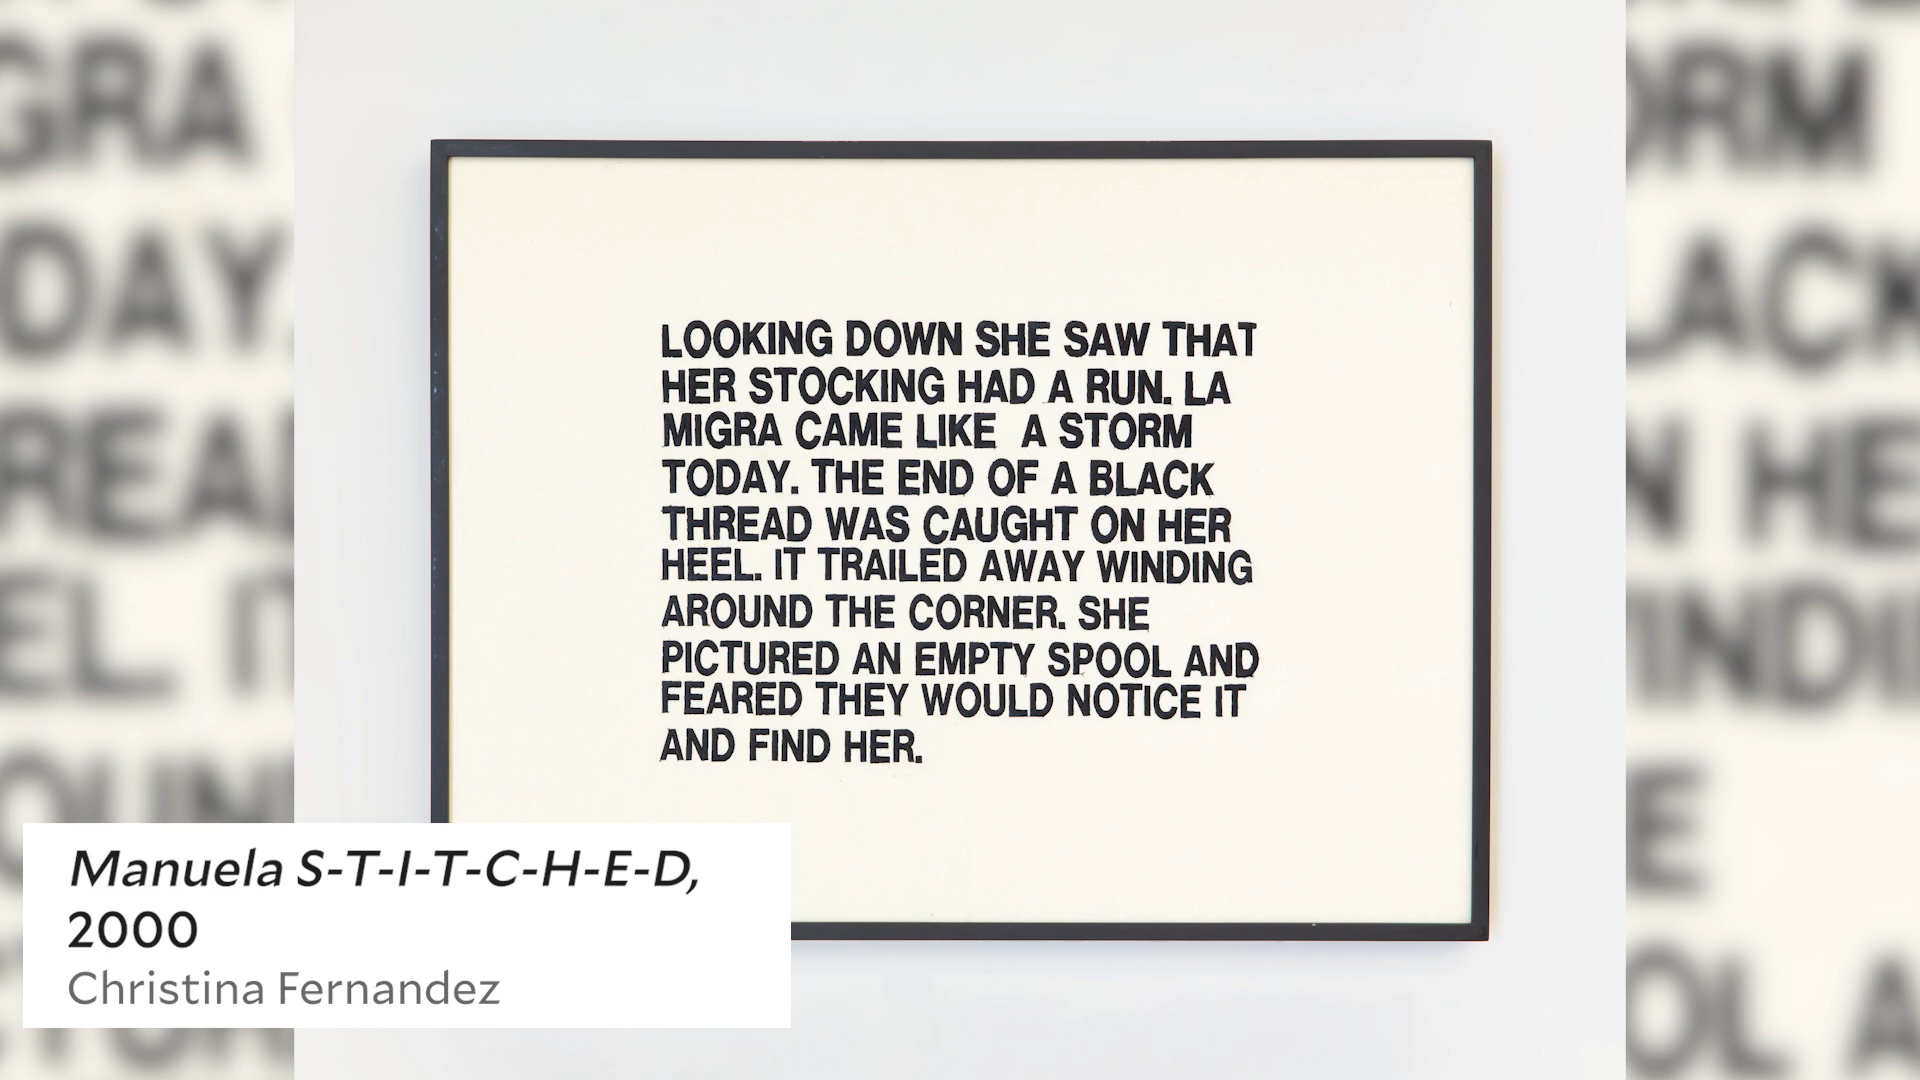 LOOKING DOWN SHE SAW THAT
HER STOCKING HAD A RUN. LA
MIGRA CAME LIKE A STORM
TODAY. THE END OF A BLACK
THREAD WAS CAUGHT ON HER
HEEL. IT TRAILED AWAY WINDING
AROUND THE CORNER. SHE
PICTURED AN EMPTY SPOOL AND
FEARED THEY WOULD NOTICE IT
AND FIND HER.
Manuela S-T-I-T-C-H-E-D,
2000
Christina Fernandez